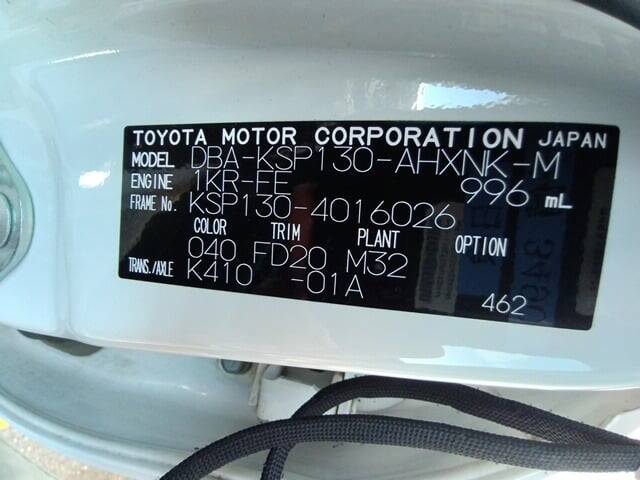 TOYOTA MOTOR CORPORATION JAPAN
MODEL DBA-KSP130-AHXNK-M
ENGINE 1KR-FE 996 mL
FRAME No. KSP130-4016026
COLOR TRIM PLANT OPTION
040 FD20 M32
TRANS./AXLE K410 -01A
462